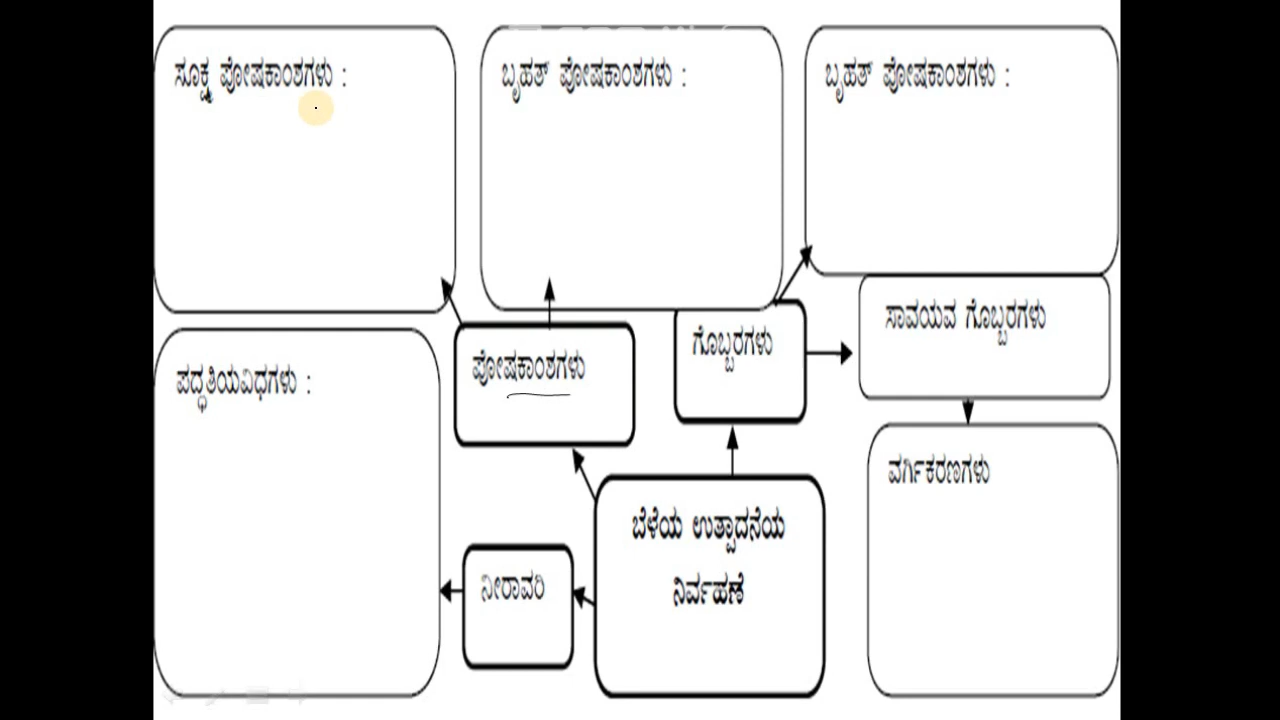 ಸೂಕ್ಷ್ಮ ಪೋಷಕಾಂಶಗಳು :
ಬೃಹತ್ ಪೋಷಕಾಂಶಗಳು :
ಬೃಹತ್ ಪೋಷಕಾಂಶಗಳು :
ಸಾವಯವ ಗೊಬ್ಬರಗಳು
ಗೊಬ್ಬರಗಳು
ಪೋಷಕಾಂಶಗಳು
ಪದ್ಧತಿಯವಿಧಗಳು :
ವರ್ಗಿಕರಣಗಳು
ಬೆಳೆಯ ಉತ್ಪಾದನೆಯ
ನಿರ್ವಹಣೆ
ನೀರಾವರಿ